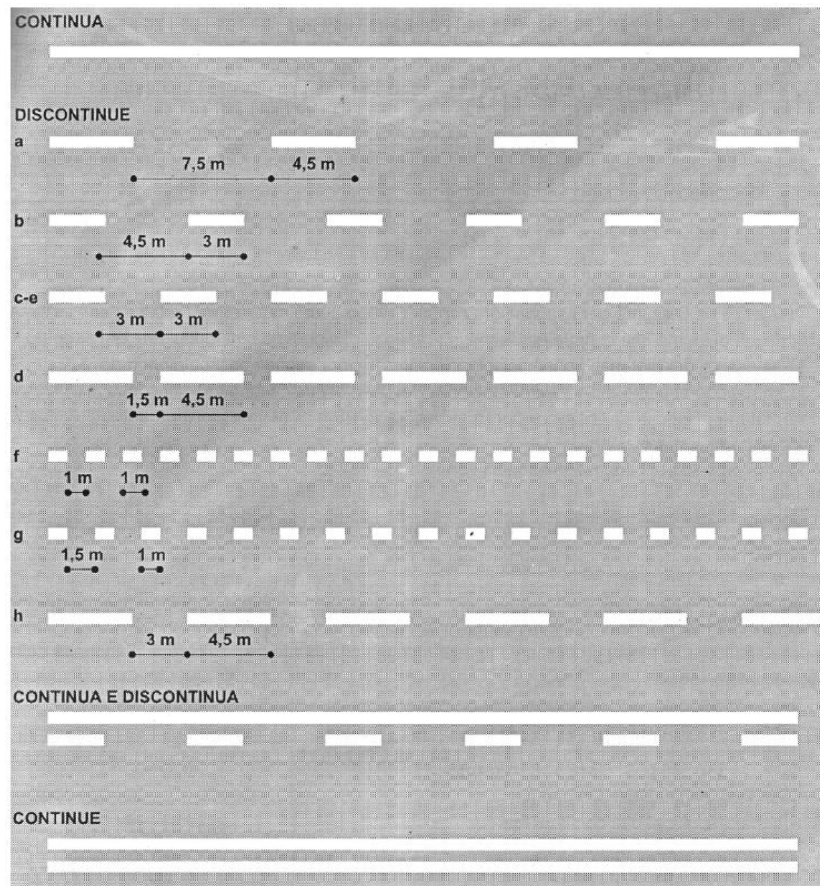 CONTINUA
DISCONTINUE
a
7,5 m 4,5 m
b
4,5 m 3 m
c-e
3 m 3 m
d
1,5 m 4,5 m
f
1 m 1 m
g
1,5 m 1 m
h
3 m 4,5 m
CONTINUA E DISCONTINUA
CONTINUE